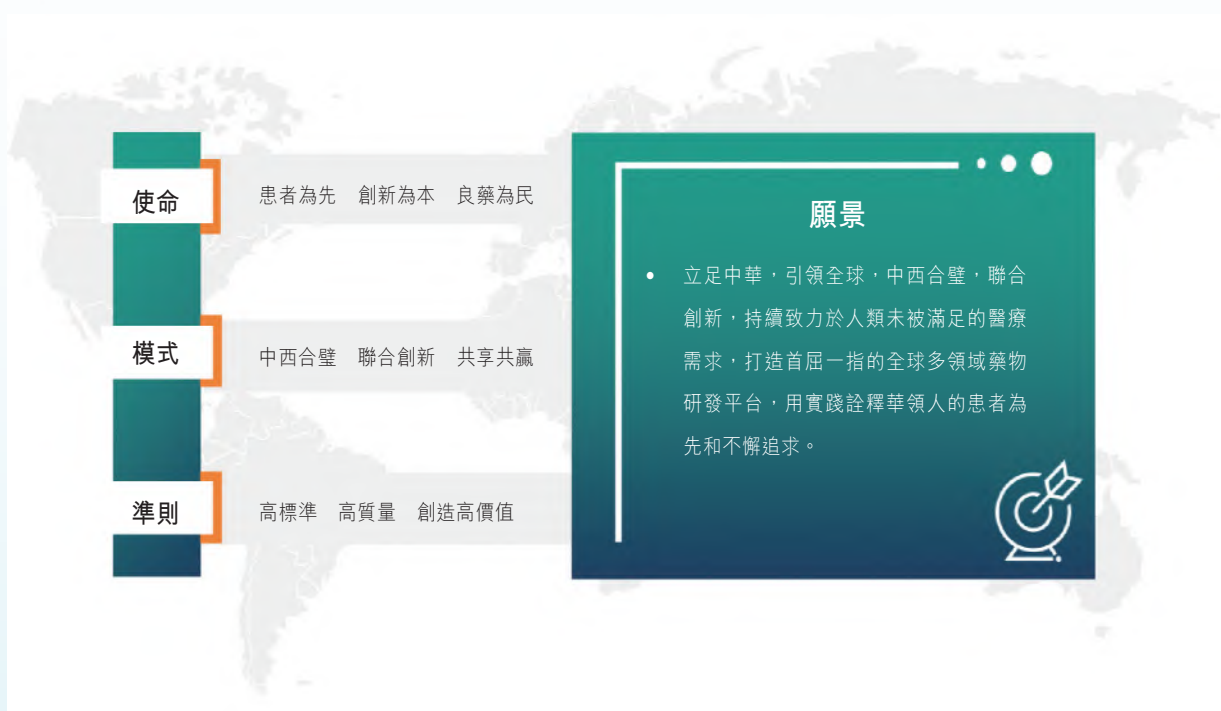 使命
患者為先 創新為本 良藥為民
模式
中西合璧 聯合創新 共享共贏
準則
高標準 高質量 創造高價值
願景
• 立足中華，引領全球，中西合璧，聯合
創新，持續致力於人類未被滿足的醫療
需求，打造首屈一指的全球多領域藥物
研發平台，用實踐詮釋華領人的患者為
先和不懈追求。